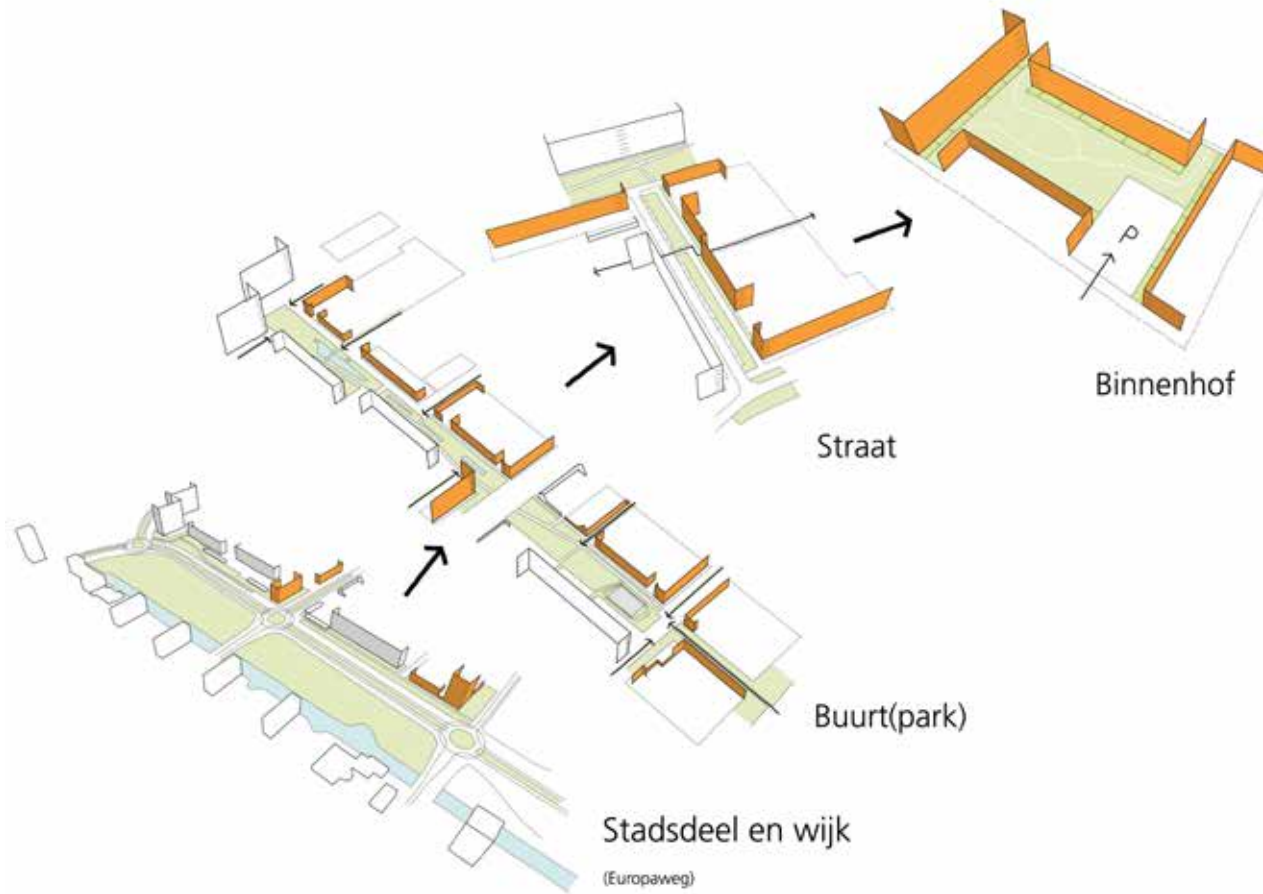 P
Binnenhof
Straat
Buurt(park)
Stadsdeel en wijk
(Europaweg)